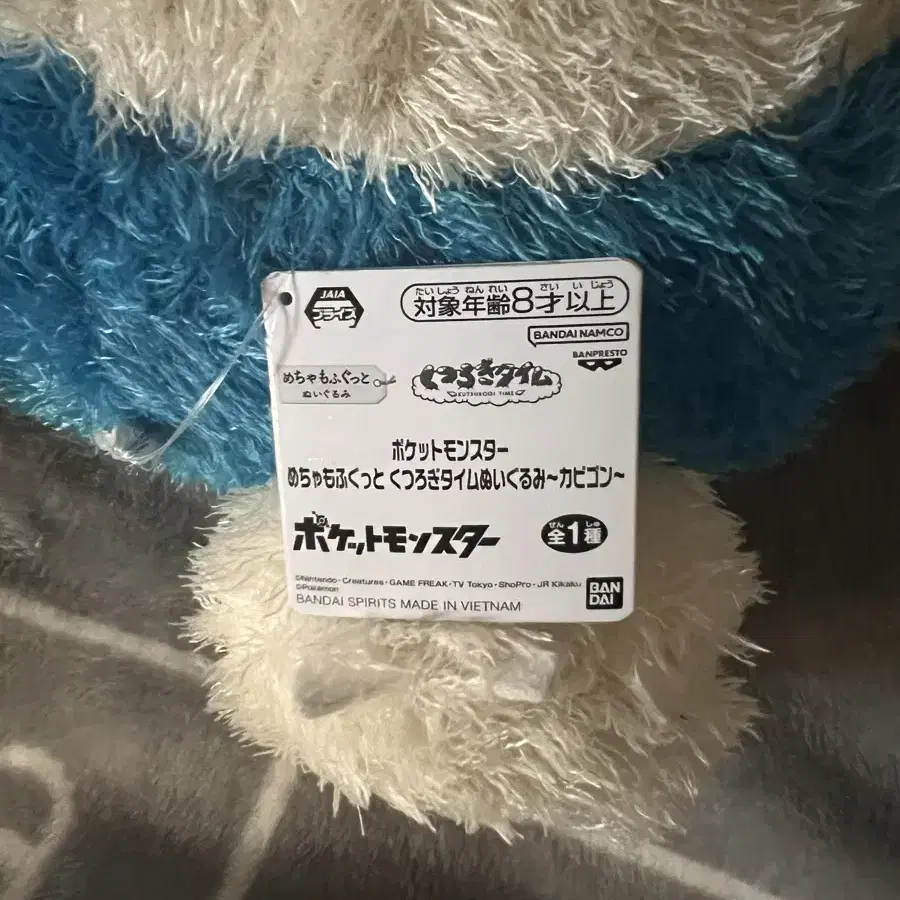 JAIA
プライズ
たいしょうねんれい さいいじょう
対象年齢8才以上
BANDAI NAMCO
BANPRESTO
めちゃもふぐっと
ぬいぐるみ
くつろぎタイム
KUTSUROGI TIME
ポケットモンスター
めちゃもふぐっと くつろぎタイムぬいぐるみ~カビゴン~
ポケットモンスター
ぜん しゅ
全1種
©Nintendo・Creatures・GAME FREAK・TV Tokyo・ShoPro・JR Kikaku
©Pokémon
BANDAI SPIRITS MADE IN VIETNAM
BAN
DAI